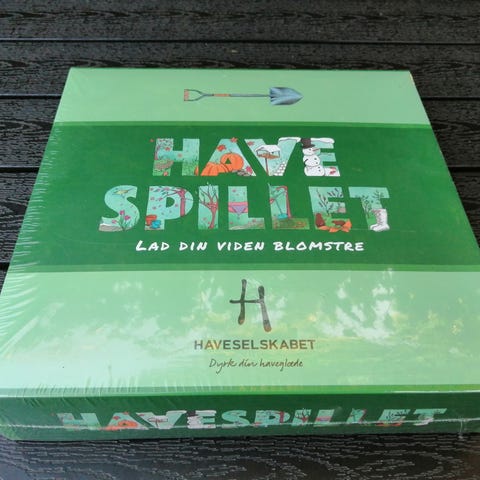 HAVE
SPILLET
LAD DIN VIDEN BLOMSTRE
H
HAVESELSKABET
Dyrk din haveglæde
HAVESPILLET